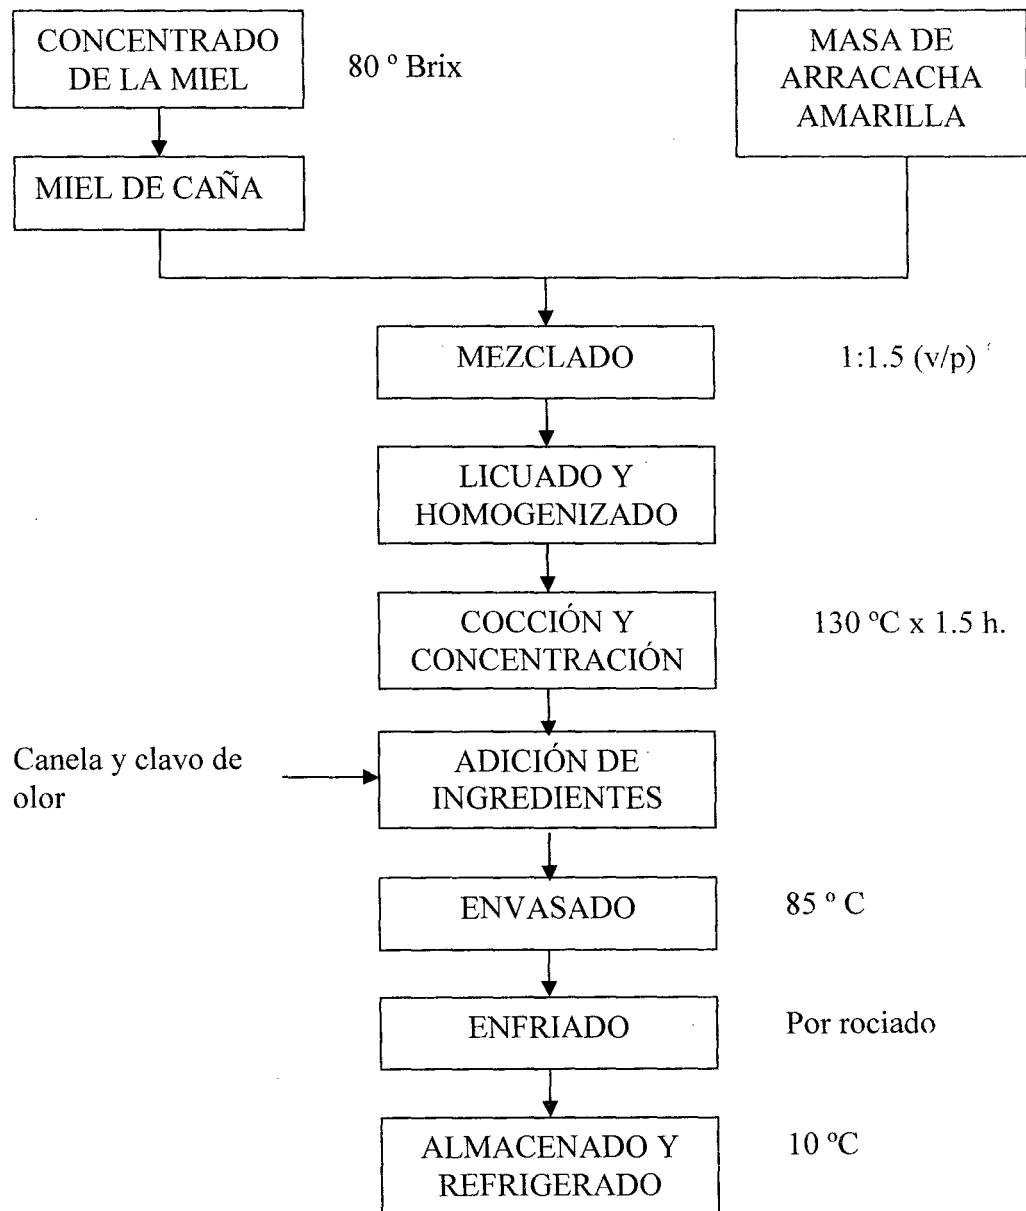 CONCENTRADO
DE LA MIEL
80 º Brix
MASA DE
ARRACACHA
AMARILLA
MIEL DE CAÑA
MEZCLADO
1:1.5 (v/p)
LICUADO Y
HOMOGENIZADO
COCCIÓN Y
CONCENTRACIÓN
130 ºC x 1.5 h.
Canela y clavo de
olor
ADICIÓN DE
INGREDIENTES
ENVASADO
85 º C
ENFRIADO
Por rociado
ALMACENADO Y
REFRIGERADO
10 ºC